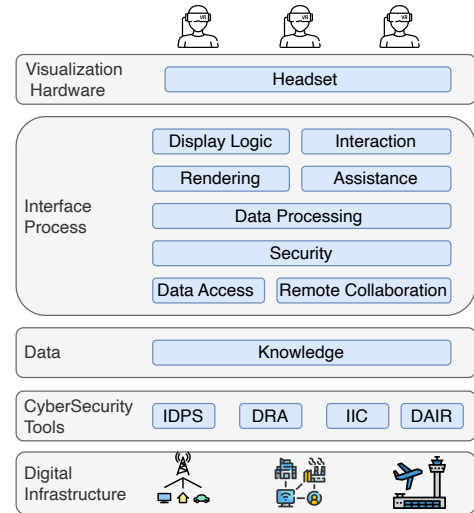 VR VR VR
Visualization
Hardware
Headset
Interface
Process
Display Logic Interaction
Rendering Assistance
Data Processing
Security
Data Access Remote Collaboration
Data
Knowledge
CyberSecurity
Tools
IDPS DRA IIC DAIR
Digital
Infrastructure